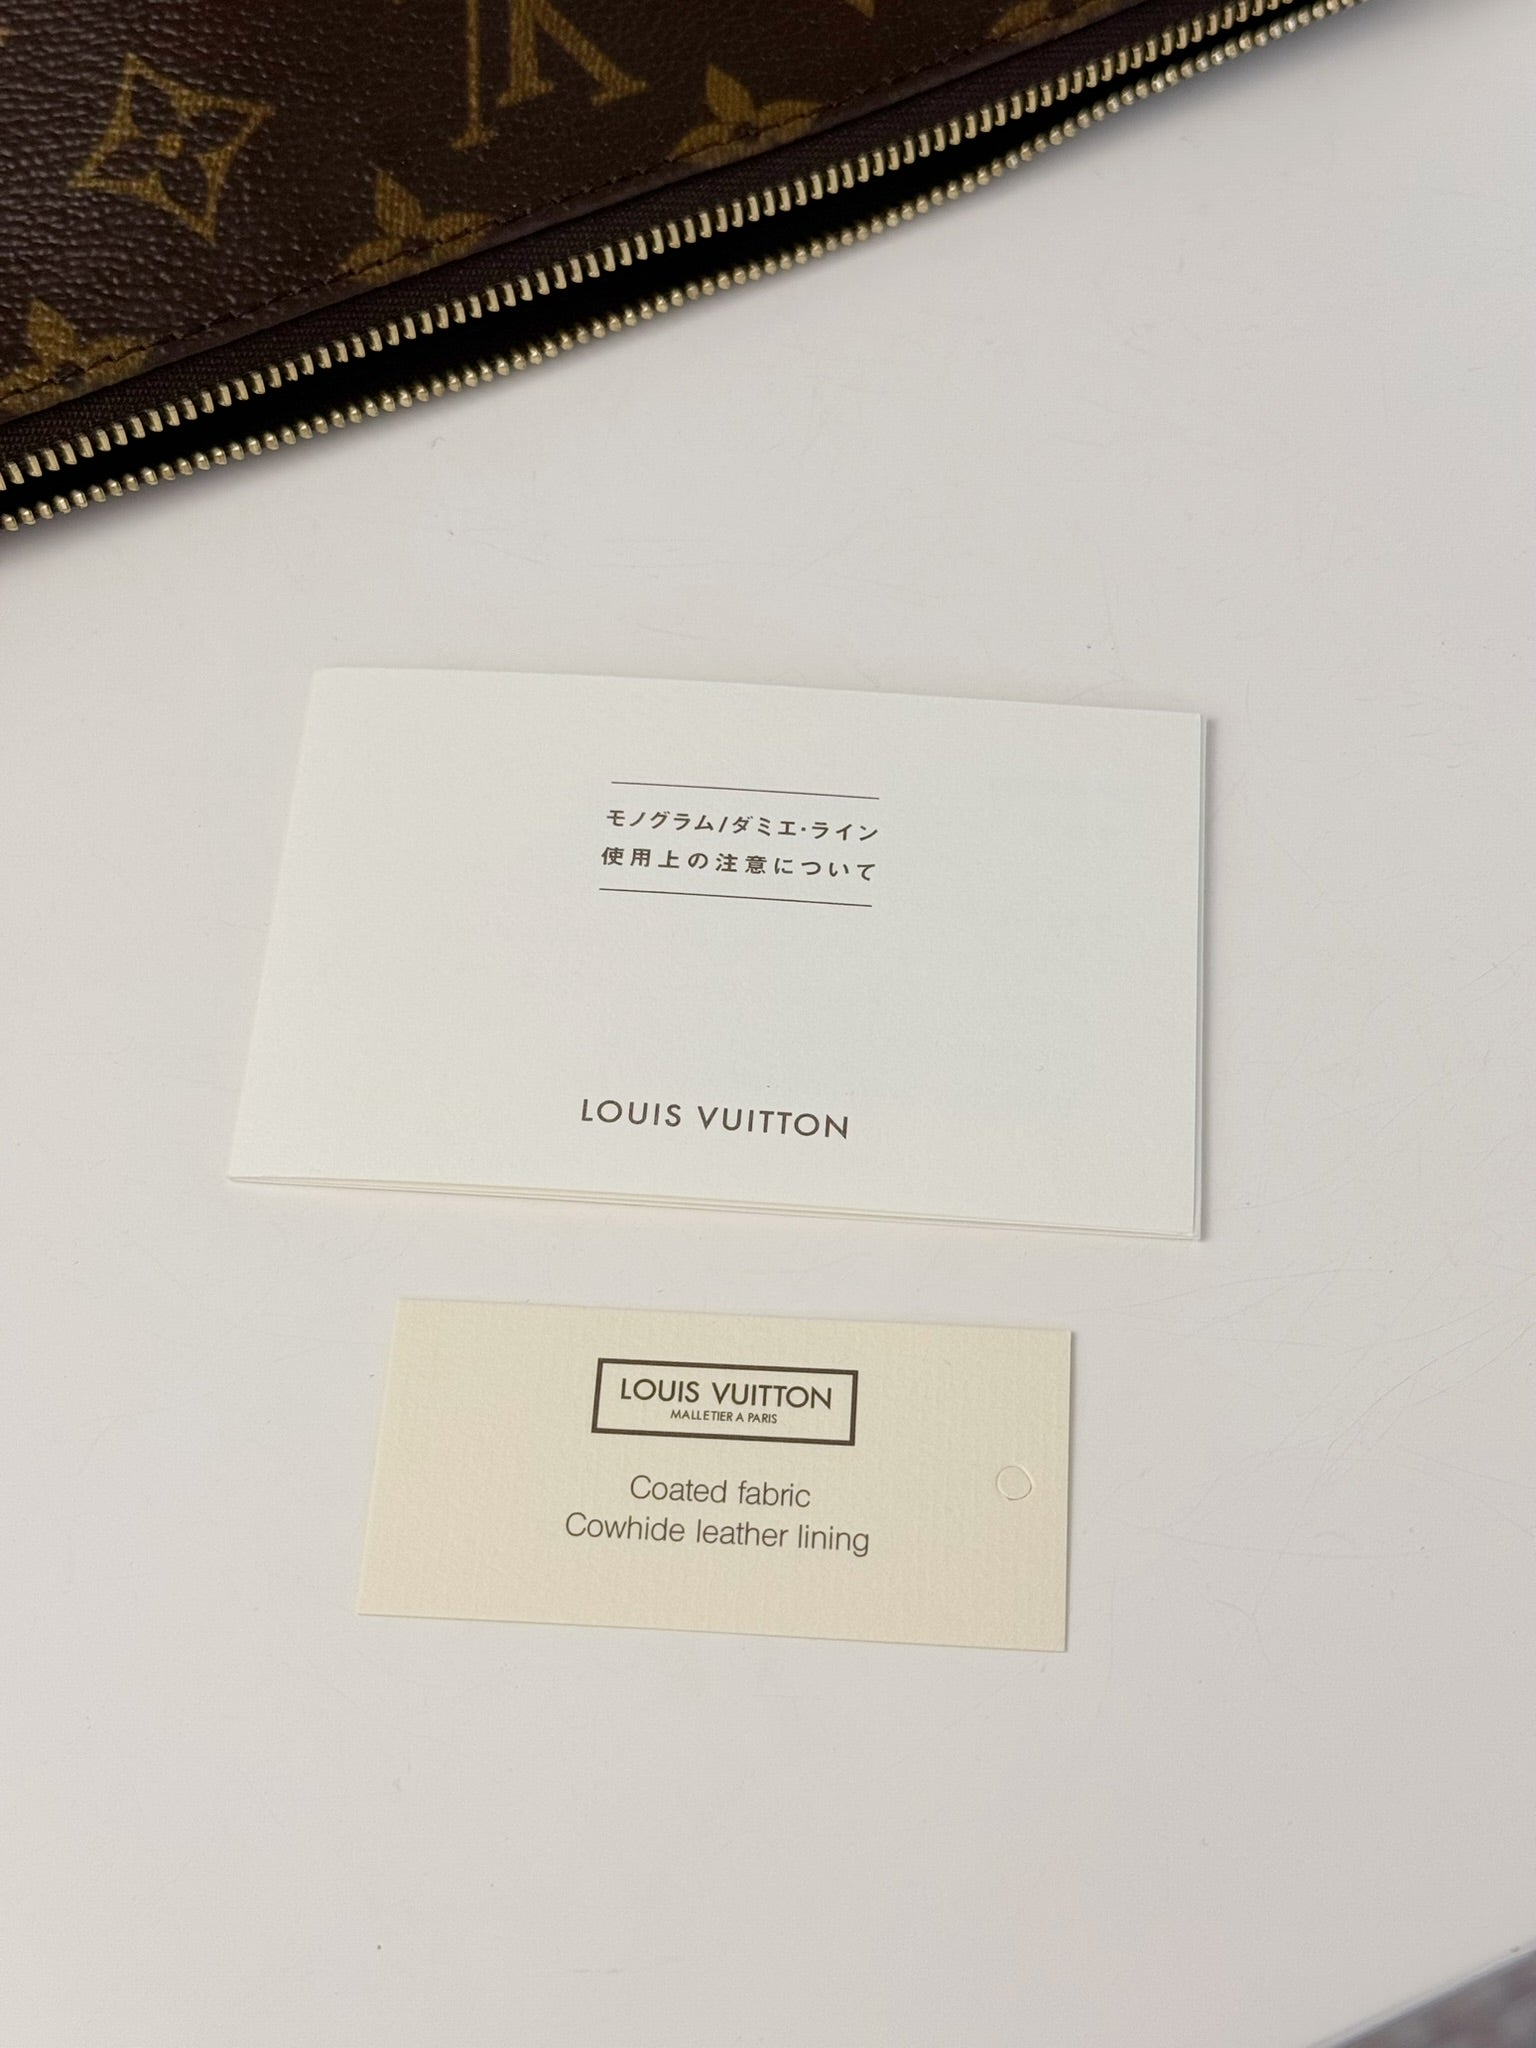 LV
モノグラム/ダミエ・ライン
使用上の注意について
LOUIS VUITTON
LOUIS VUITTON
MALLETIER A PARIS
Coated fabric
Cowhide leather lining